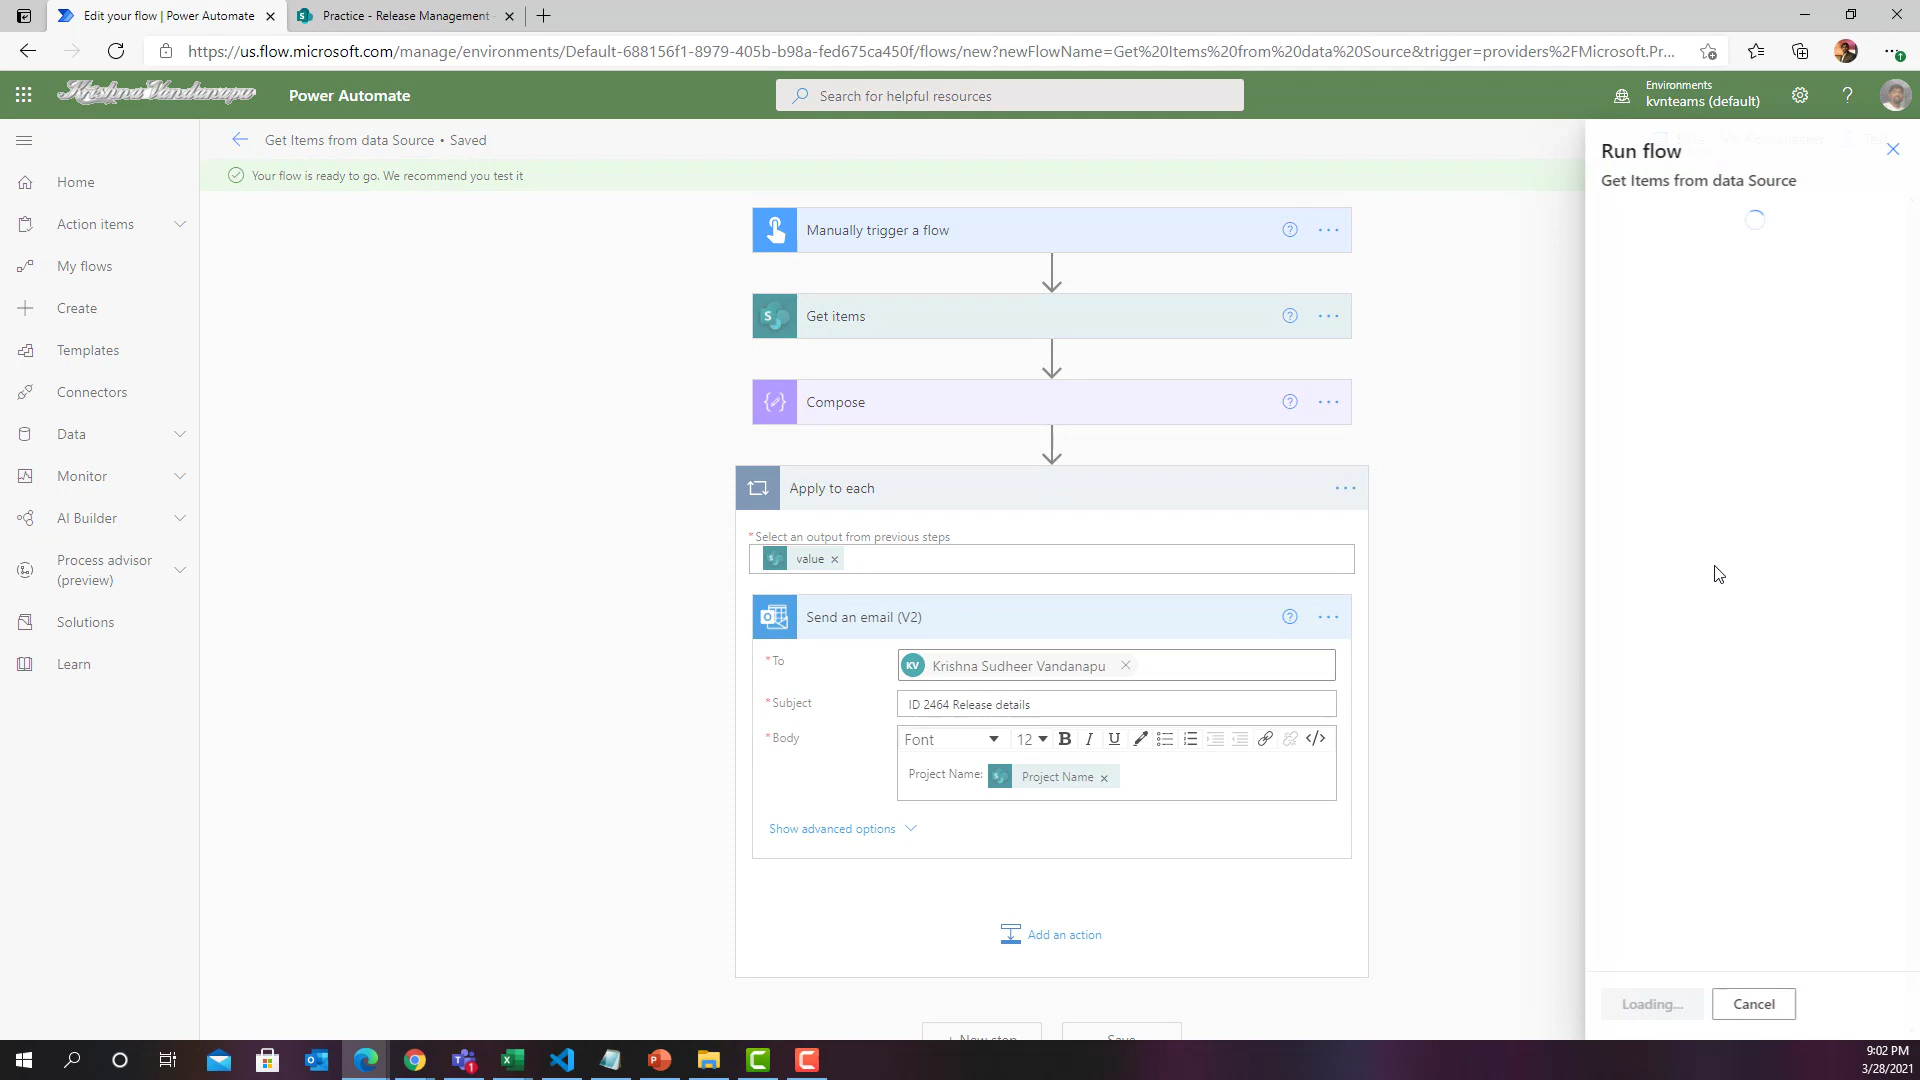 Edit your flow | Power Automate
Practice - Release Management
https://us.flow.microsoft.com/manage/environments/Default-688156f1-8979-405b-b98a-fed675ca450f/flows/new?newFlowName=Get%20Items%20from%20data%20Source&trigger=providers%2FMicrosoft.Pr...
Krishna Vandanapu
Power Automate
Search for helpful resources
Environments
kvnteams (default)
Get Items from data Source • Saved
Your flow is ready to go. We recommend you test it
Home
Action items
My flows
Create
Templates
Connectors
Data
Monitor
AI Builder
Process advisor
(preview)
Solutions
Learn
Manually trigger a flow
Get items
Compose
Apply to each
*Select an output from previous steps
value
Send an email (V2)
*To
KV Krishna Sudheer Vandanapu
*Subject
ID 2464 Release details
*Body
Font
12
B I U
</>
Project Name: Project Name
Show advanced options
Add an action
+ New step
Save
Run flow
Get Items from data Source
Loading...
Cancel
9:02 PM
3/28/2021